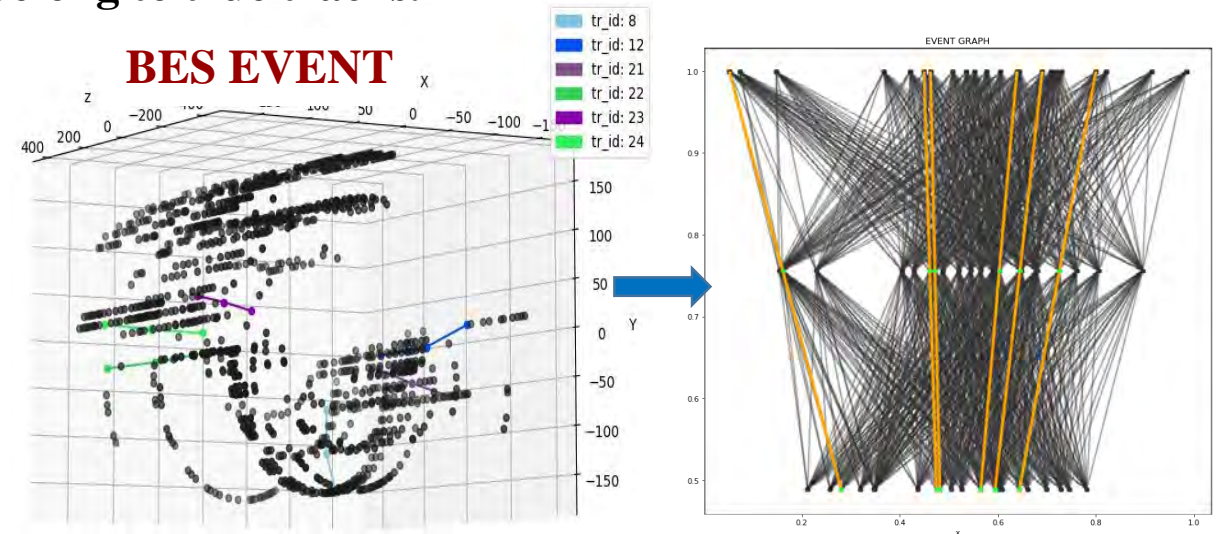 BES EVENT
tr_id: 8
tr_id: 12
tr_id: 21
tr_id: 22
tr_id: 23
tr_id: 24
X
Z
400 200 0 −200
100 50 0 −50 −100
150
100
50
0
−50
−100
−150
Y
EVENT GRAPH
1.0
0.9
0.8
0.7
0.6
0.5
0.2 0.4 0.6 0.8 1.0